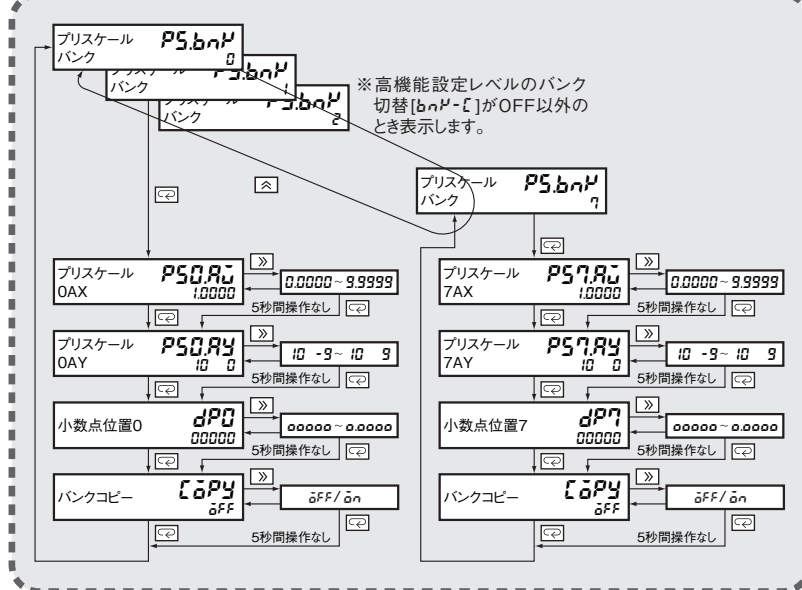 プリスケール
バンク
PS.bnK
0
プリスケール
バンク
PS.bnK
1
プリスケール
バンク
PS.bnK
2
※高機能設定レベルのバンク
切替[bnK-C]がOFF以外の
とき表示します。
プリスケール
バンク
PS.bnK
7
プリスケール
0AX
PS0.AX
1.0000
0.0000~9.9999
5秒間操作なし
プリスケール
0AY
PS0.AY
10 0
10 -9~10 9
5秒間操作なし
小数点位置0
dP0
00000
00000~0.0000
5秒間操作なし
バンクコピー
COPY
OFF
OFF/ON
5秒間操作なし
プリスケール
7AX
PS7.AX
1.0000
0.0000~9.9999
5秒間操作なし
プリスケール
7AY
PS7.AY
10 0
10 -9~10 9
5秒間操作なし
小数点位置7
dP7
00000
00000~0.0000
5秒間操作なし
バンクコピー
COPY
OFF
OFF/ON
5秒間操作なし